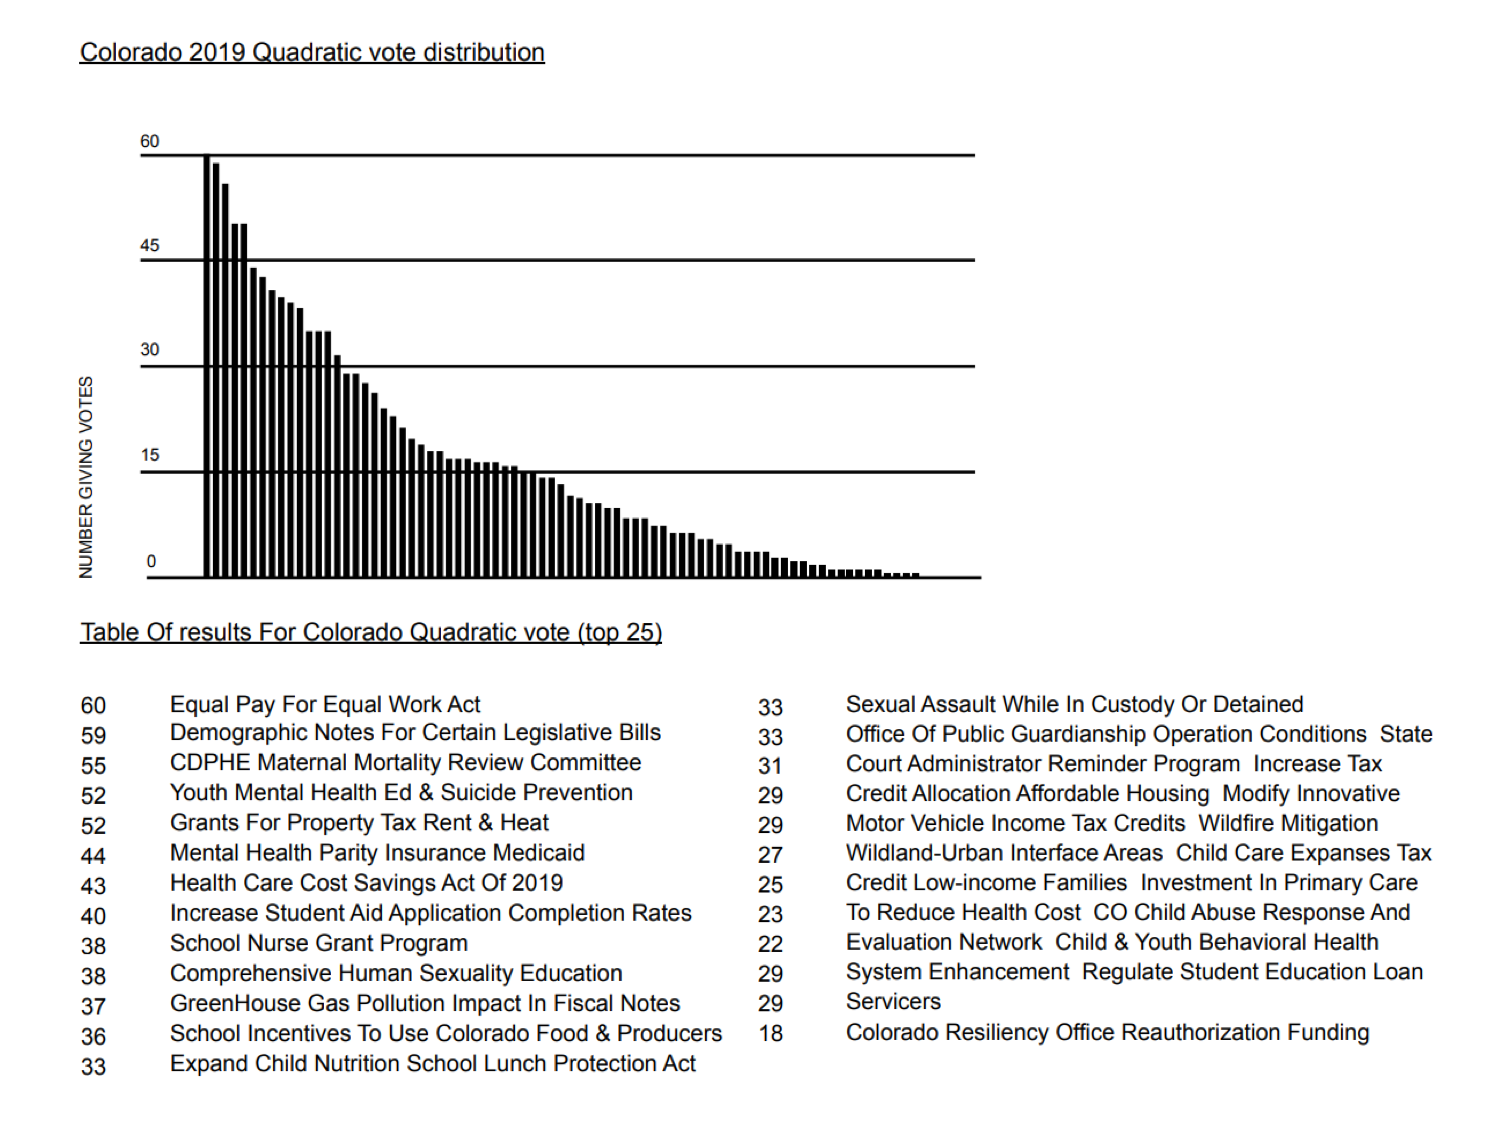 Colorado 2019 Quadratic vote distribution
60
45
30
15
0
NUMBER GIVING VOTES
Table Of results For Colorado Quadratic vote (top 25)
60 Equal Pay For Equal Work Act
59 Demographic Notes For Certain Legislative Bills
55 CDPHE Maternal Mortality Review Committee
52 Youth Mental Health Ed & Suicide Prevention
52 Grants For Property Tax Rent & Heat
44 Mental Health Parity Insurance Medicaid
43 Health Care Cost Savings Act Of 2019
40 Increase Student Aid Application Completion Rates
38 School Nurse Grant Program
38 Comprehensive Human Sexuality Education
37 GreenHouse Gas Pollution Impact In Fiscal Notes
36 School Incentives To Use Colorado Food & Producers
33 Expand Child Nutrition School Lunch Protection Act
33 Sexual Assault While In Custody Or Detained
33 Office Of Public Guardianship Operation Conditions State
31 Court Administrator Reminder Program Increase Tax
29 Credit Allocation Affordable Housing Modify Innovative
29 Motor Vehicle Income Tax Credits Wildfire Mitigation
27 Wildland-Urban Interface Areas Child Care Expanses Tax
25 Credit Low-income Families Investment In Primary Care
23 To Reduce Health Cost CO Child Abuse Response And
22 Evaluation Network Child & Youth Behavioral Health
29 System Enhancement Regulate Student Education Loan
29 Servicers
18 Colorado Resiliency Office Reauthorization Funding